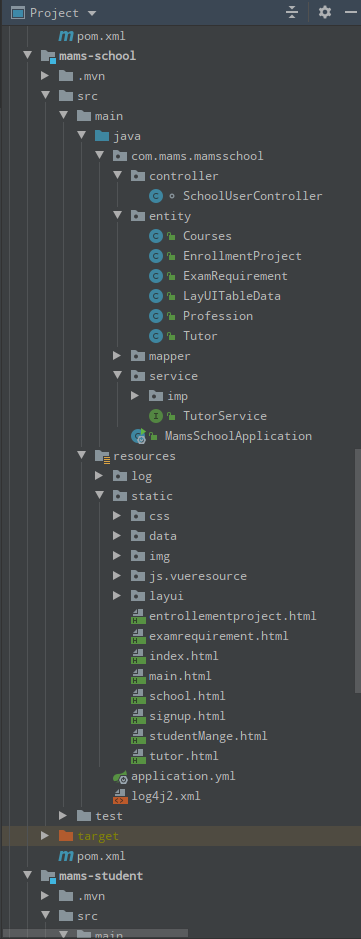 Project
pom.xml
mams-school
.mvn
src
main
java
com.mams.mamsschool
controller
SchoolUserController
entity
Courses
EnrollmentProject
ExamRequirement
LayUITableData
Profession
Tutor
mapper
service
imp
TutorService
MamsSchoolApplication
resources
log
static
css
data
img
js.vueresource
layui
entrollementproject.html
examrequirement.html
index.html
main.html
school.html
signup.html
studentMange.html
tutor.html
application.yml
log4j2.xml
test
target
pom.xml
mams-student
.mvn
src
main